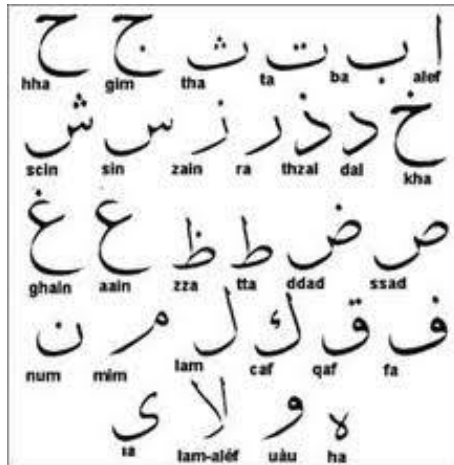 ا ب ت ث ج ح
alef ba ta tha gim hha
خ د ذ ر ز س ش
kha dal thzal ra zain sin scin
ص ض ط ظ ع غ
ssad ddad tta zza aain ghain
ف ق ك ل م ن
fa qaf caf lam mim num
ه و لا ى
ha uàu lam-aléf ia